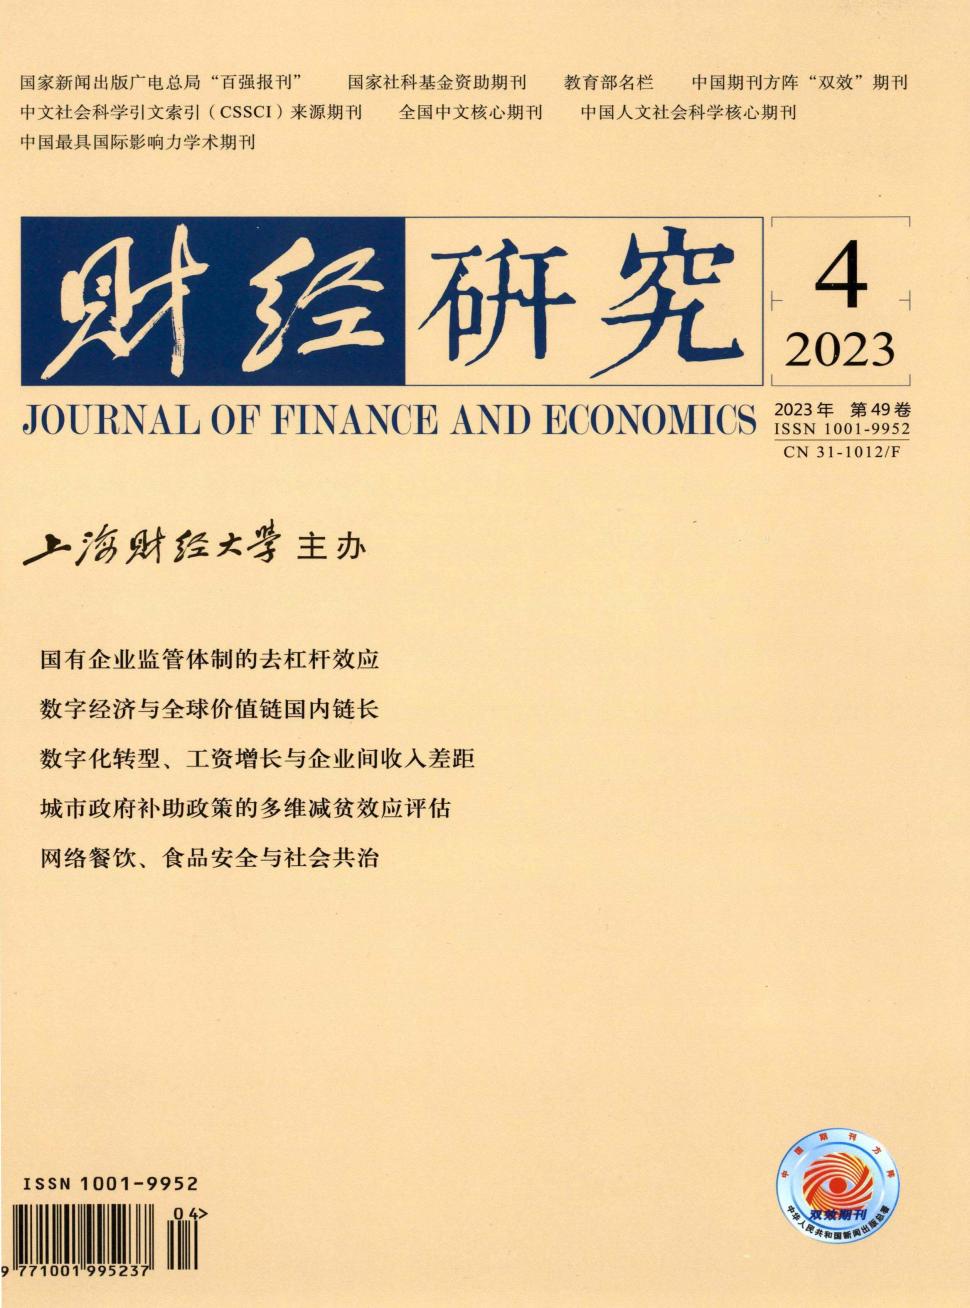 国家新闻出版广电总局“百强报刊” 国家社科基金资助期刊 教育部名栏 中国期刊方阵“双效”期刊
中文社会科学引文索引(CSSCI)来源期刊 全国中文核心期刊 中国人文社会科学核心期刊
中国最具国际影响力学术期刊
财经研究
4
2023
JOURNAL OF FINANCE AND ECONOMICS
2023年 第49卷
ISSN 1001-9952
CN 31-1012/F
上海财经大学 主办
国有企业监管体制的去杠杆效应
数字经济与全球价值链国内链长
数字化转型、工资增长与企业间收入差距
城市政府补助政策的多维减贫效应评估
网络餐饮、食品安全与社会共治
中国期刊方阵
双效期刊
中华人民共和国新闻出版总署
ISSN 1001-9952
04>
9 771001 995237